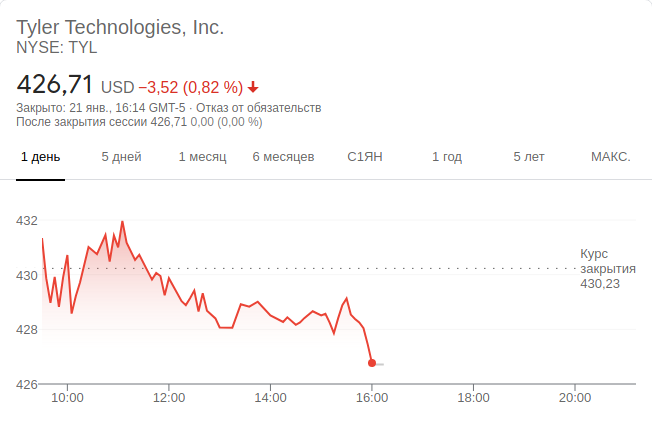 Tyler Technologies, Inc.
NYSE: TYL
426,71 USD −3,52 (0,82 %)
Закрыто: 21 янв., 16:14 GMT-5 · Отказ от обязательств
После закрытия сессии 426,71 0,00 (0,00 %)
1 день 5 дней 1 месяц 6 месяцев С1ЯН 1 год 5 лет МАКС.
432
Курс
430 закрытия
430,23
428
426
10:00 12:00 14:00 16:00 18:00 20:00